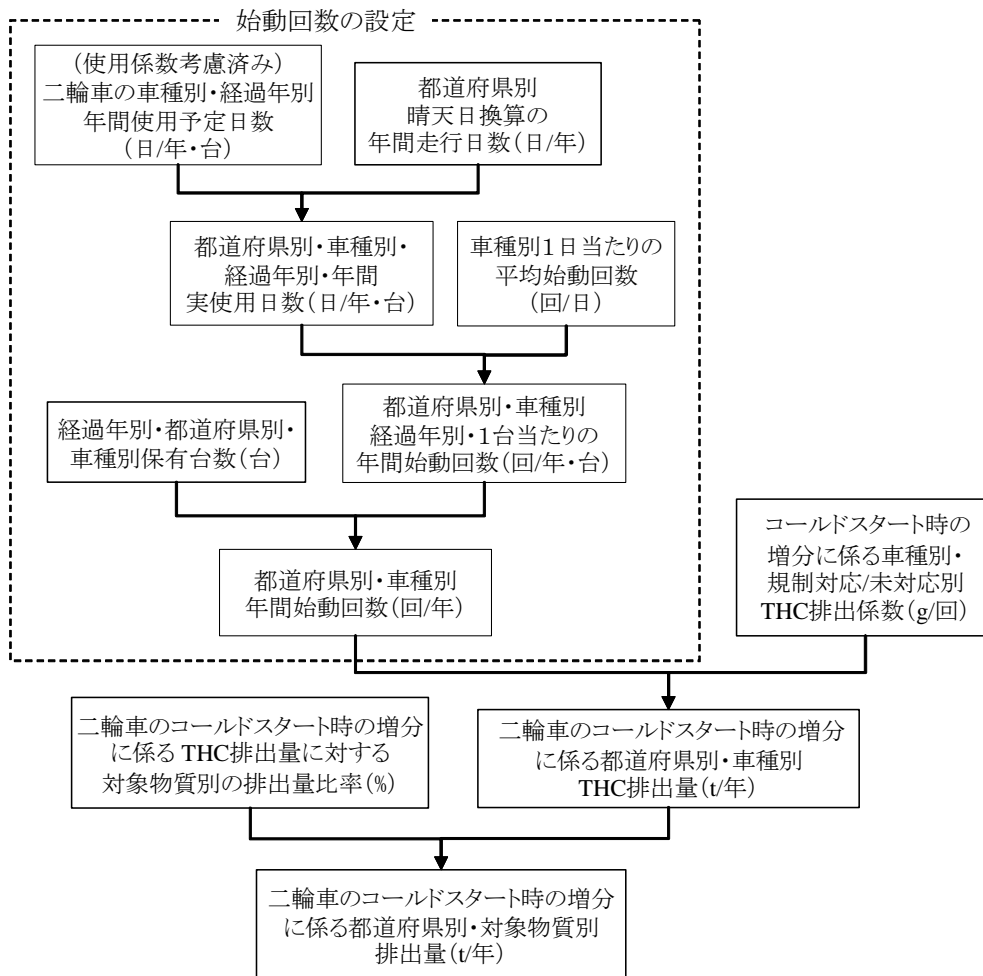 始動回数の設定
(使用係数考慮済み)
二輪車の車種別・経過年別
年間使用予定日数
(日/年・台)
都道府県別
晴天日換算の
年間走行日数(日/年)
都道府県別・車種別・
経過年別・年間
実使用日数(日/年・台)
車種別1日当たりの
平均始動回数
(回/日)
経過年別・都道府県別・
車種別保有台数(台)
都道府県別・車種別
経過年別・1台当たりの
年間始動回数(回/年・台)
都道府県別・車種別
年間始動回数(回/年)
コールドスタート時の
増分に係る車種別・
規制対応/未対応別
THC排出係数(g/回)
二輪車のコールドスタート時の増分
に係るTHC排出量に対する
対象物質別の排出量比率(%)
二輪車のコールドスタート時の増分
に係る都道府県別・車種別
THC排出量(t/年)
二輪車のコールドスタート時の増分
に係る都道府県別・対象物質別
排出量(t/年)